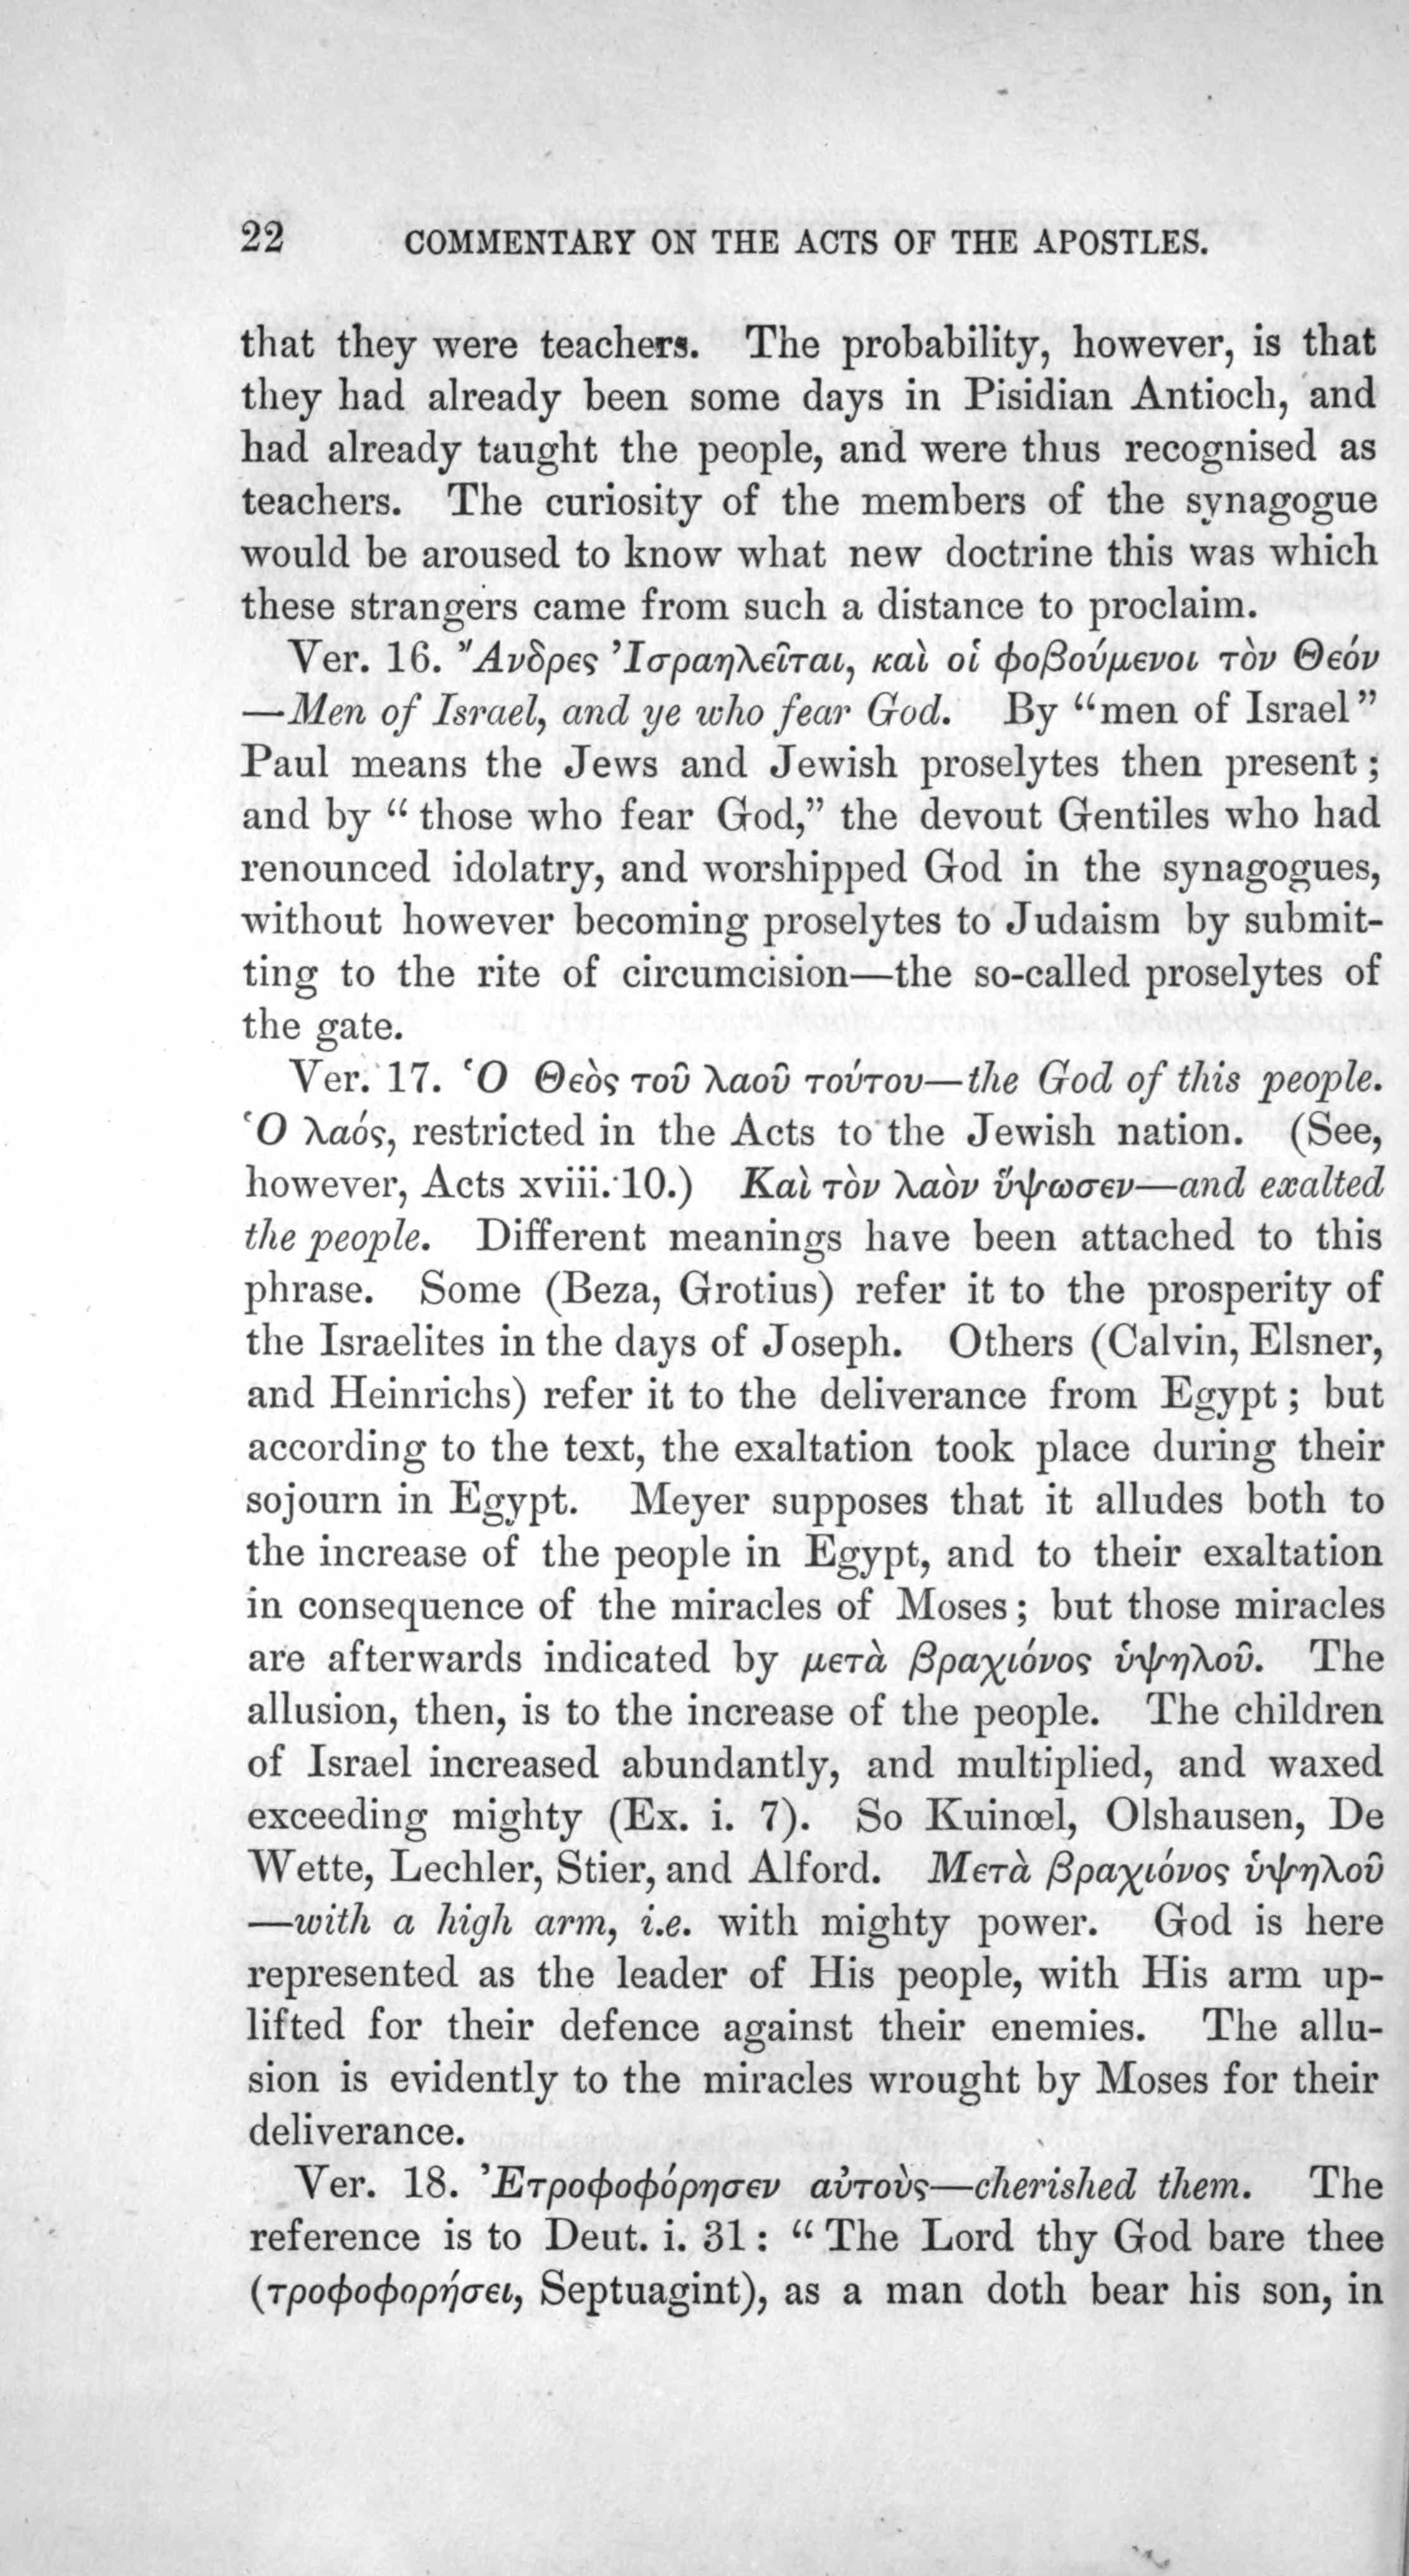 22 COMMENTARY ON THE ACTS OF THE APOSTLES.
that they were teachers. The probability, however, is that
they had already been some days in Pisidian Antioch, and
had already taught the people, and were thus recognised as
teachers. The curiosity of the members of the synagogue
would be aroused to know what new doctrine this was which
these strangers came from such a distance to proclaim.
Ver. 16. Ἄνδρες Ἰσραηλεῖται, καὶ οἱ φοβούμενοι τὸν Θεόν
—Men of Israel, and ye who fear God. By “men of Israel”
Paul means the Jews and Jewish proselytes then present;
and by “those who fear God,” the devout Gentiles who had
renounced idolatry, and worshipped God in the synagogues,
without however becoming proselytes to Judaism by submit-
ting to the rite of circumcision—the so-called proselytes of
the gate.
Ver. 17. Ὁ Θεὸς τοῦ λαοῦ τούτου—the God of this people.
Ὁ λαός, restricted in the Acts to the Jewish nation. (See,
however, Acts xviii. 10.) Καὶ τὸν λαὸν ὕψωσεν—and exalted
the people. Different meanings have been attached to this
phrase. Some (Beza, Grotius) refer it to the prosperity of
the Israelites in the days of Joseph. Others (Calvin, Elsner,
and Heinrichs) refer it to the deliverance from Egypt; but
according to the text, the exaltation took place during their
sojourn in Egypt. Meyer supposes that it alludes both to
the increase of the people in Egypt, and to their exaltation
in consequence of the miracles of Moses; but those miracles
are afterwards indicated by μετὰ βραχιόνος ὑψηλοῦ. The
allusion, then, is to the increase of the people. The children
of Israel increased abundantly, and multiplied, and waxed
exceeding mighty (Ex. i. 7). So Kuinœl, Olshausen, De
Wette, Lechler, Stier, and Alford. Μετὰ βραχιόνος ὑψηλοῦ
—with a high arm, i.e. with mighty power. God is here
represented as the leader of His people, with His arm up-
lifted for their defence against their enemies. The allu-
sion is evidently to the miracles wrought by Moses for their
deliverance.
Ver. 18. Ἐτροφοφόρησεν αὐτοὺς—cherished them. The
reference is to Deut. i. 31: “The Lord thy God bare thee
(τροφοφορήσει, Septuagint), as a man doth bear his son, in